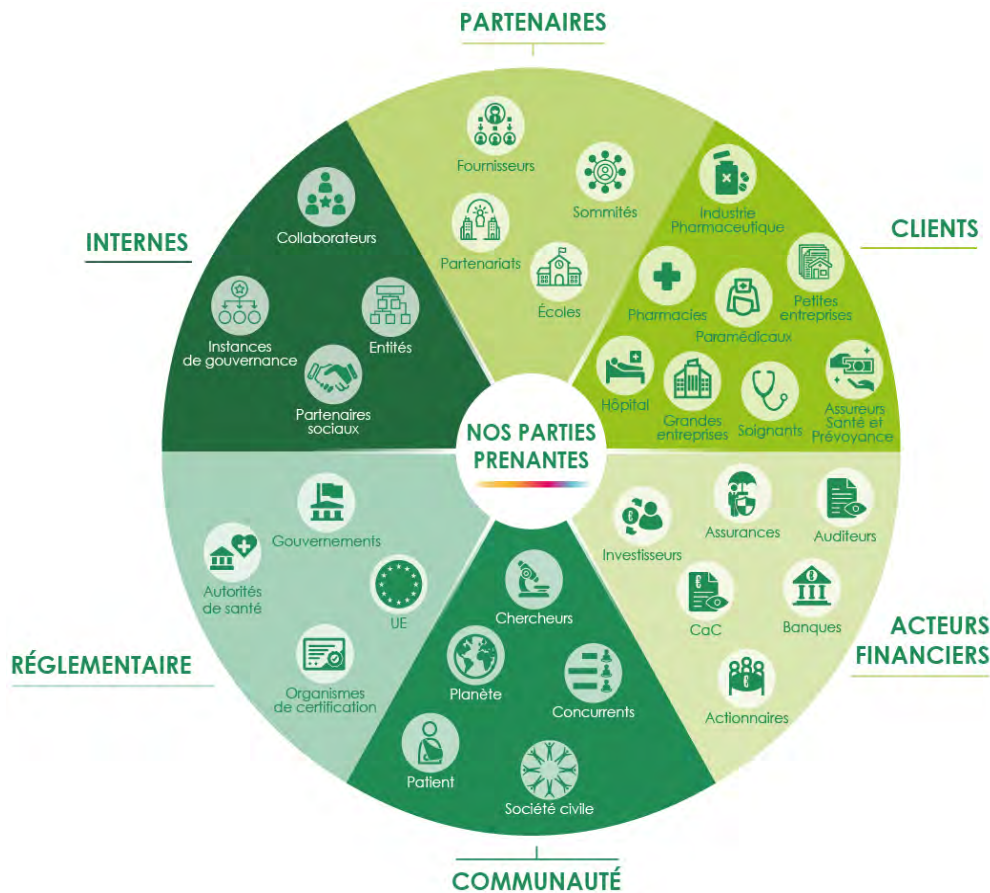 PARTENAIRES
Fournisseurs
Sommités
Partenariats
Écoles
CLIENTS
Industrie
Pharmaceutique
Pharmacies
Paramédicaux
Petites
entreprises
Hôpital
Grandes
entreprises
Soignants
Assureurs
Santé et
Prévoyance
INTERNES
Collaborateurs
Instances
de gouvernance
Entités
Partenaires
sociaux
NOS PARTIES
PRENANTES
ACTEURS
FINANCIERS
Investisseurs
Assurances
Auditeurs
CaC
Banques
Actionnaires
RÉGLEMENTAIRE
Gouvernements
Autorités
de santé
UE
Organismes
de certification
Chercheurs
Planète
Concurrents
Patient
Société civile
COMMUNAUTÉ